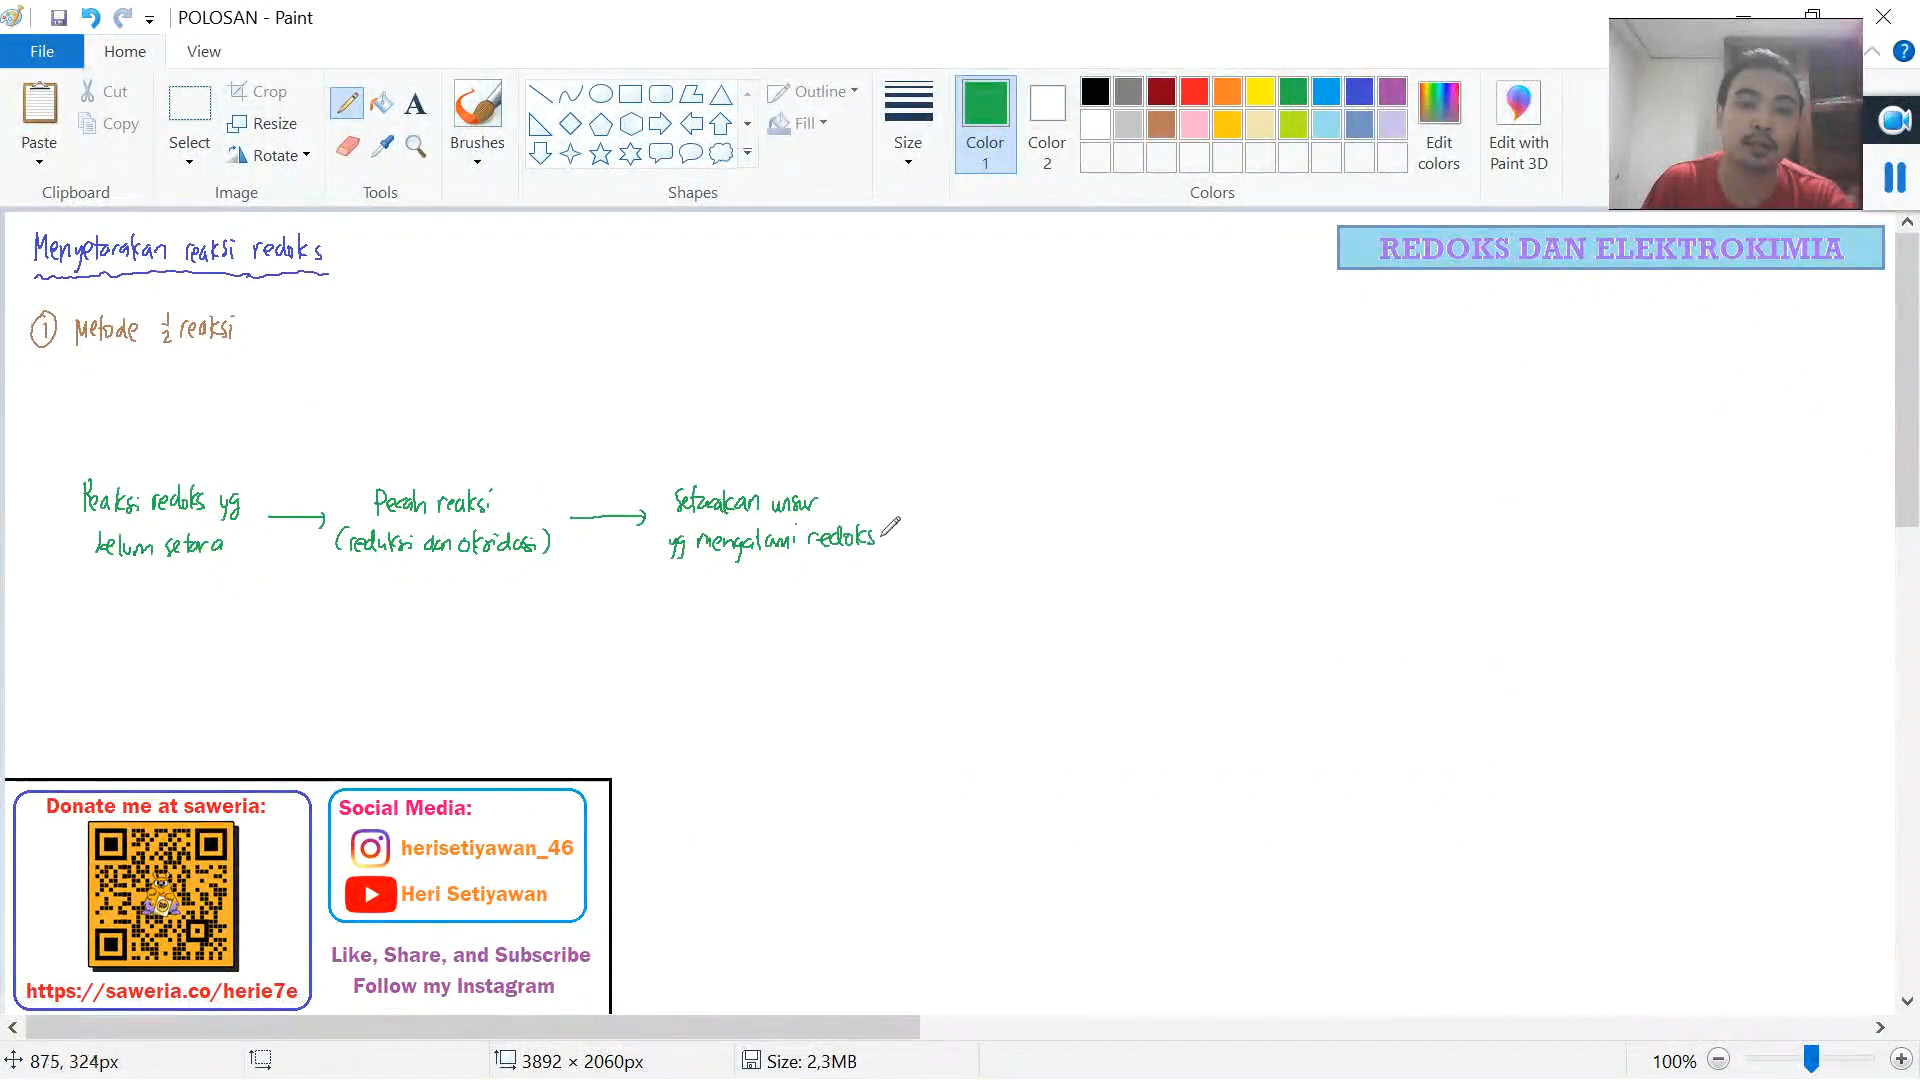 POLOSAN - Paint
File Home View
Paste
Cut
Copy
Clipboard
Select
Crop
Resize
Rotate
Image
Tools
Brushes
Shapes
Outline
Fill
Size
Color 1
Color 2
Colors
Edit colors
Edit with Paint 3D
Menyetarakan reaksi redoks
REDOKS DAN ELEKTROKIMIA
1 Metode 1/2 reaksi
Reaksi redoks yg
belum setara
Pecah reaksi
(reduksi dan oksidasi)
Setarakan unsur
yg mengalami redoks
Donate me at saweria:
https://saweria.co/herie7e
Social Media:
herisetiyawan_46
Heri Setiyawan
Like, Share, and Subscribe
Follow my Instagram
875, 324px
3892 × 2060px
Size: 2,3MB
100%